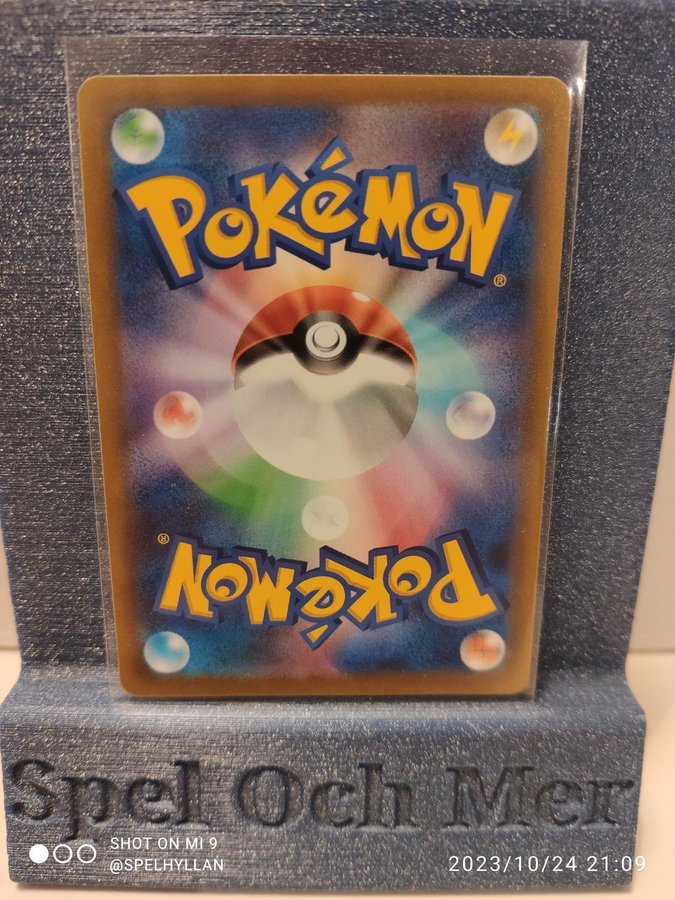 POKéMON
®
®
POKéMON
Spel Och Mer
SHOT ON MI 9
@SPELHYLLAN
2023/10/24 21:09